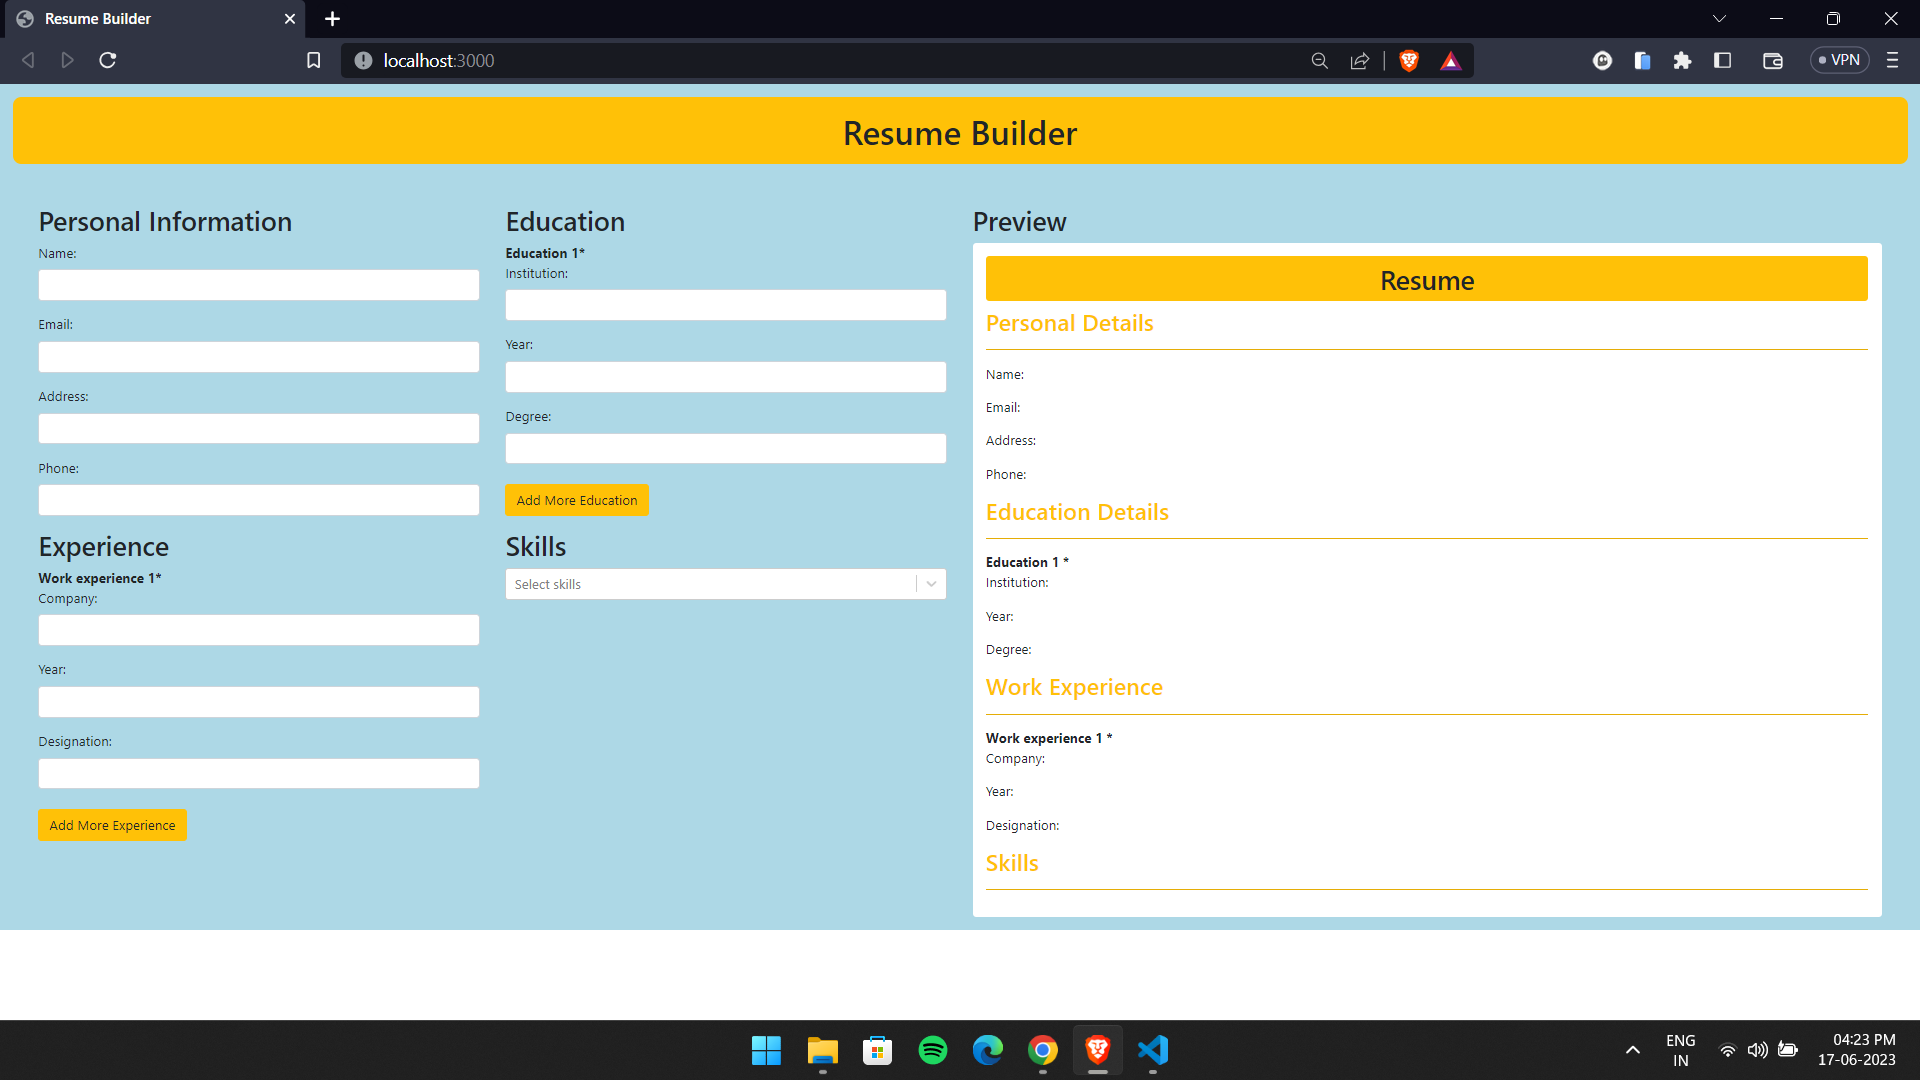 Resume Builder
localhost:3000
VPN
Resume Builder
Personal Information
Name:
Email:
Address:
Phone:
Experience
Work experience 1*
Company:
Year:
Designation:
Add More Experience
Education
Education 1*
Institution:
Year:
Degree:
Add More Education
Skills
Select skills
Preview
Resume
Personal Details
Name:
Email:
Address:
Phone:
Education Details
Education 1 *
Institution:
Year:
Degree:
Work Experience
Work experience 1 *
Company:
Year:
Designation:
Skills
ENG
IN
04:23 PM
17-06-2023